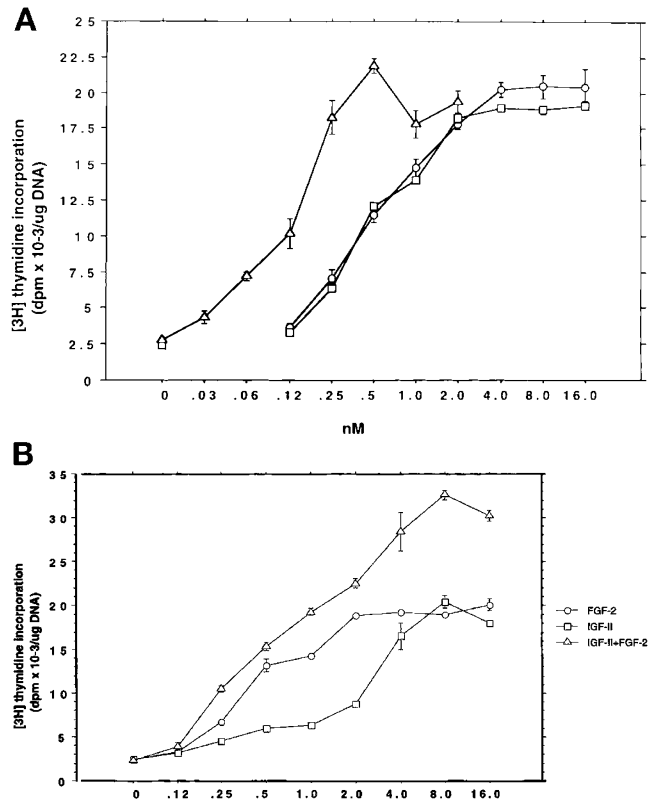 A
[3H] thymidine incorporation
(dpm x 10-3/ug DNA)
25
22.5
20
17.5
15
12.5
10
7.5
5
2.5
0
0 .03 .06 .12 .25 .5 1.0 2.0 4.0 8.0 16.0
nM
B
[3H] thymidine incorporation
(dpm x 10-3/ug DNA)
35
30
25
20
15
10
5
0
0 .12 .25 .5 1.0 2.0 4.0 8.0 16.0
FGF-2
IGF-II
IGF-II+FGF-2